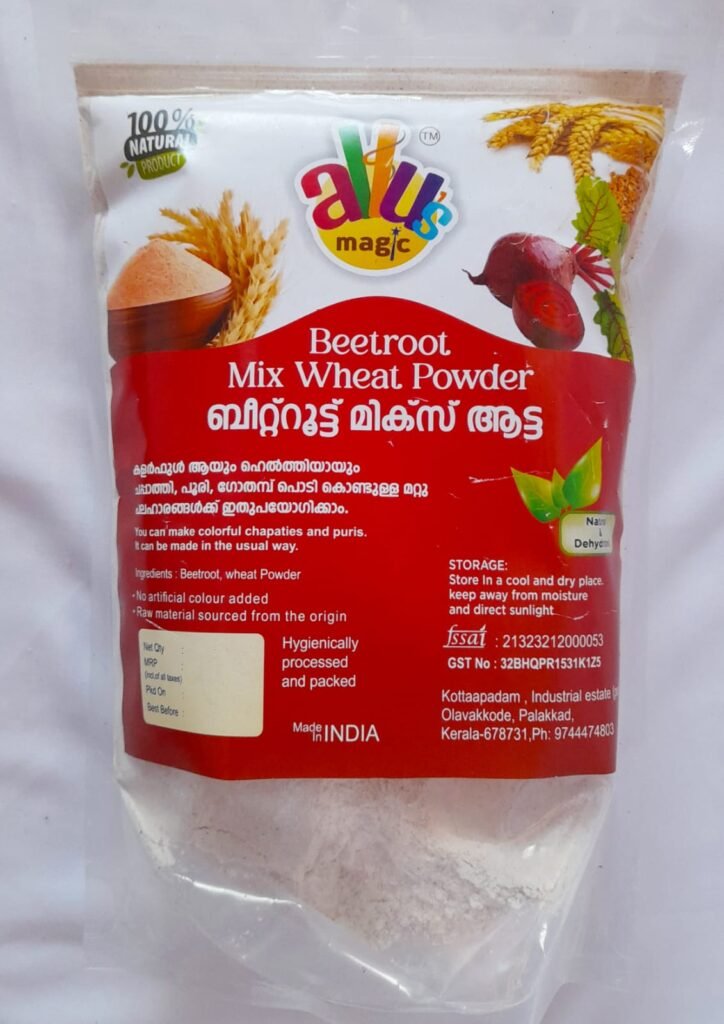 100%
NATURAL
PRODUCT
allu's
TM
magic
Beetroot
Mix Wheat Powder
ബീറ്റ്റൂട്ട് മിക്സ് ആട്ട
കളർഫുൾ ആയും ഹെൽത്തിയായും
ചപ്പാത്തി, പൂരി, ഗോതമ്പ് പൊടി കൊണ്ടുള്ള മറ്റു
പലഹാരങ്ങൾക്ക് ഇതുപയോഗിക്കാം.
You can make colorful chapaties and puris.
It can be made in the usual way.
Ingredients : Beetroot, wheat Powder
- No artificial colour added
- Raw material sourced from the origin
&
STORAGE:
Store In a cool and dry place.
keep away from moisture
and direct sunlight
fssai : 21323212000053
GST No : 32BHQPR1531K1Z5
Net Qty :
MRP :
(incl.of all taxes)
Pkd On :
Best Before :
Hygienically
processed
and packed
Made in INDIA
Kottaapadam , Industrial estate
Olavakkode, Palakkad,
Kerala-678731,Ph: 9744474803